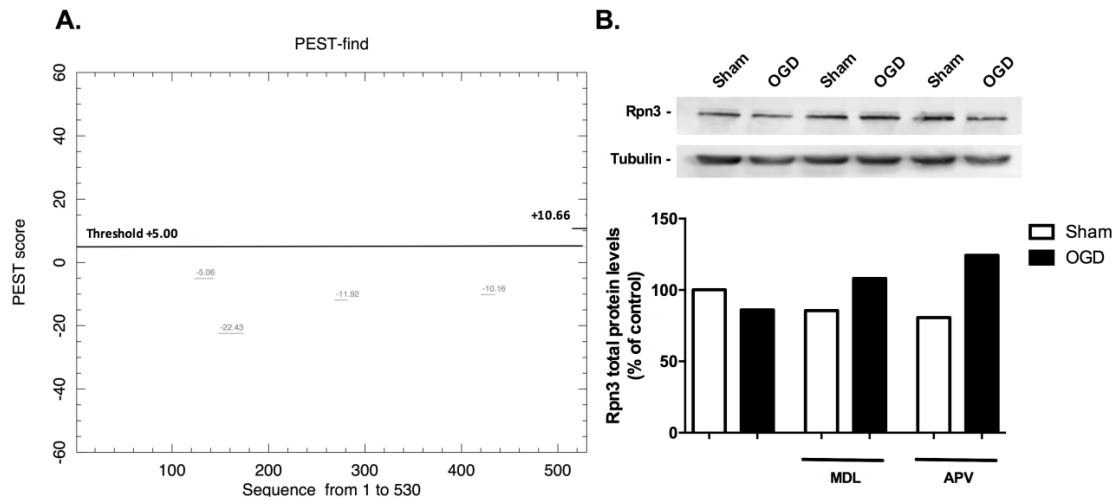 A.
PEST-find
PEST score
60
40
20
0
-20
-40
-60
+10.66
Threshold +5.00
-5.06
-11.92
-10.16
-22.43
100 200 300 400 500
Sequence from 1 to 530
B.
Sham OGD Sham OGD Sham OGD
Rpn3 -
Tubulin -
Rpn3 total protein levels
(% of control)
150
100
50
0
Sham
OGD
MDL APV